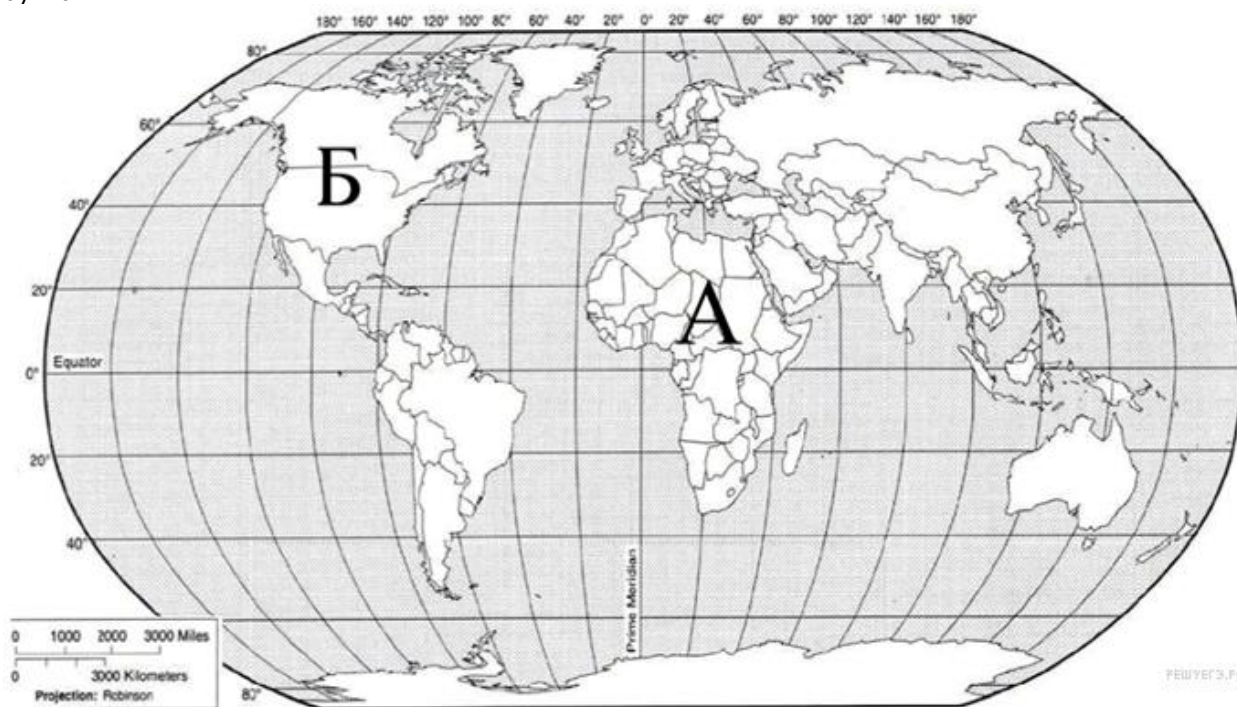 180° 160° 140° 120° 100° 80° 60° 40° 20° 0° 20° 40° 60° 80° 100° 120° 140° 160° 180°
80°
60°
Б
40°
20°
А
Equator
0°
20°
40°
Prime Meridian
0 1000 2000 3000 Miles
0 3000 Kilometers
Projection: Robinson
80°